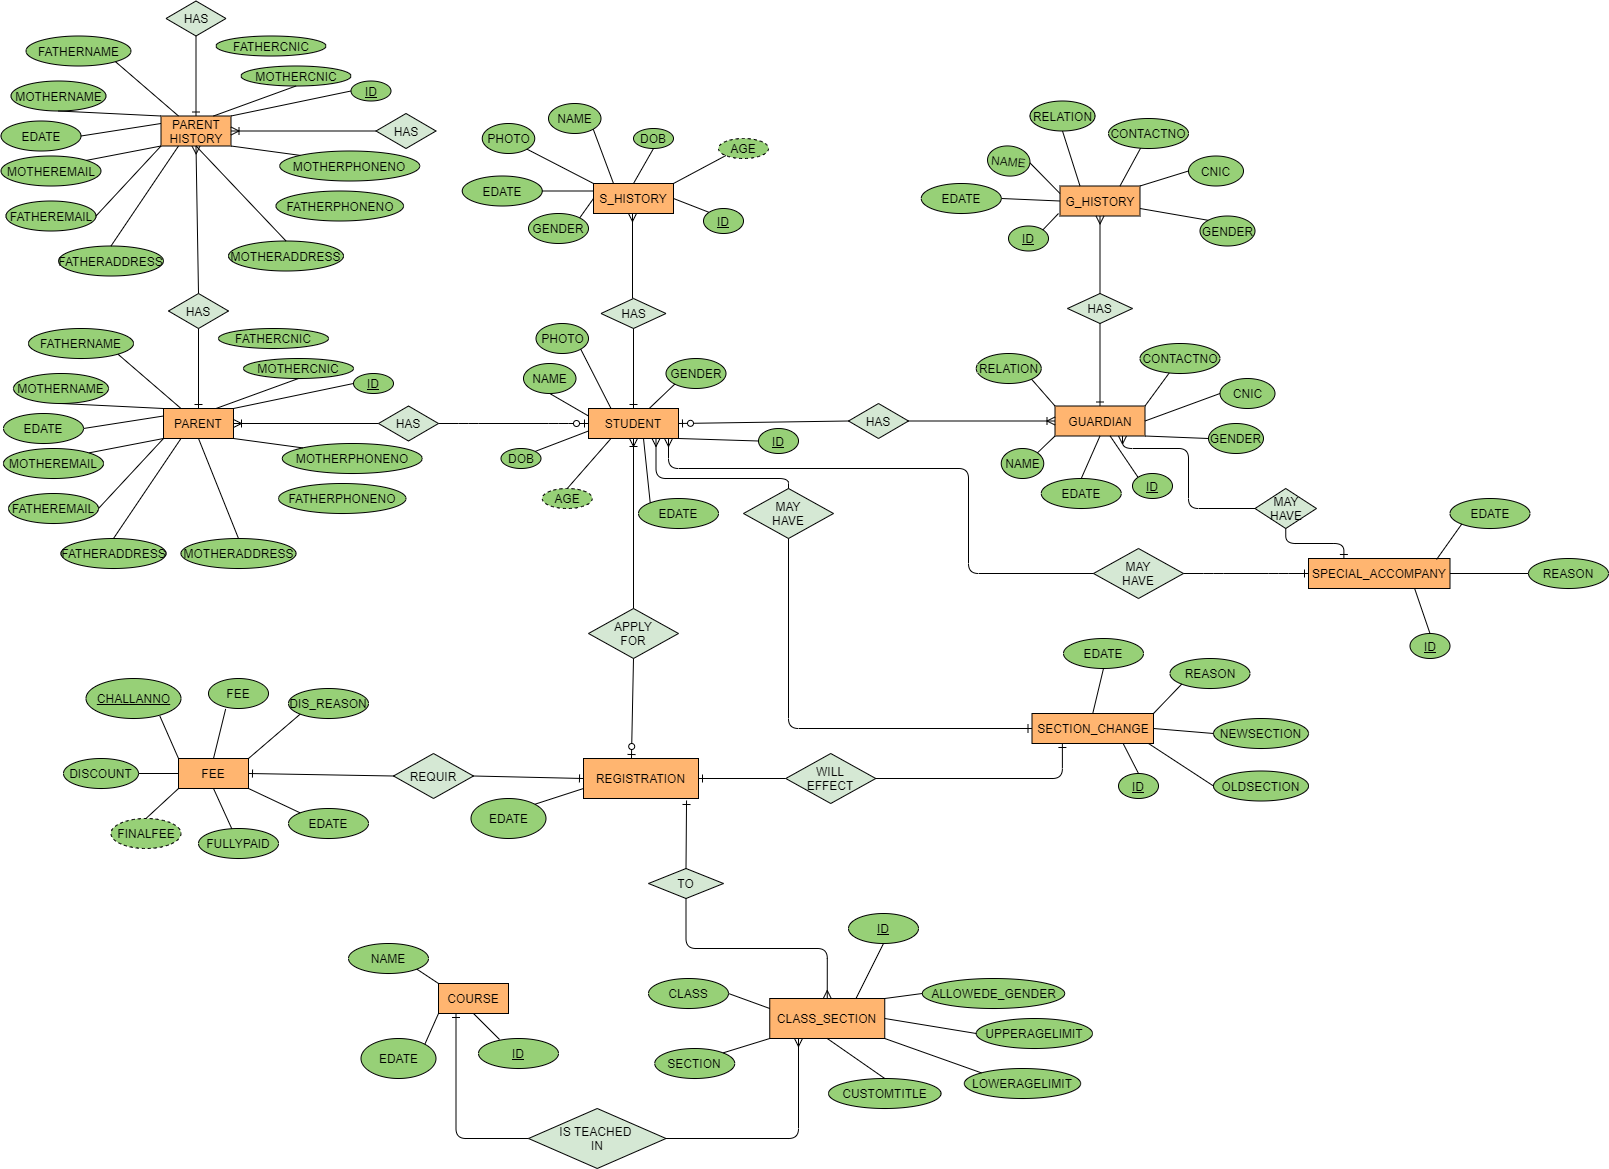 HAS
FATHERNAME
FATHERCNIC
MOTHERCNIC
MOTHERNAME
ID
EDATE
PARENT
HISTORY
HAS
MOTHEREMAIL
MOTHERPHONENO
FATHEREMAIL
FATHERPHONENO
FATHERADDRESS
MOTHERADDRESS
HAS
PHOTO
NAME
DOB
AGE
EDATE
S_HISTORY
GENDER
ID
HAS
RELATION
CONTACTNO
NAME
CNIC
EDATE
G_HISTORY
ID
GENDER
HAS
FATHERNAME
FATHERCNIC
MOTHERCNIC
MOTHERNAME
ID
EDATE
PARENT
HAS
MOTHEREMAIL
MOTHERPHONENO
FATHEREMAIL
FATHERPHONENO
FATHERADDRESS
MOTHERADDRESS
PHOTO
NAME
GENDER
STUDENT
DOB
ID
AGE
EDATE
HAS
RELATION
CONTACTNO
CNIC
GUARDIAN
GENDER
NAME
EDATE
ID
MAY
HAVE
MAY
HAVE
MAY
HAVE
EDATE
SPECIAL_ACCOMPANY
REASON
ID
APPLY
FOR
EDATE
REASON
SECTION_CHANGE
NEWSECTION
ID
OLDSECTION
CHALLANNO
FEE
DIS_REASON
DISCOUNT
FEE
FINALFEE
FULLYPAID
EDATE
REQUIR
REGISTRATION
EDATE
WILL
EFFECT
TO
NAME
COURSE
EDATE
ID
ID
CLASS
ALLOWEDE_GENDER
CLASS_SECTION
UPPERAGELIMIT
SECTION
LOWERAGELIMIT
CUSTOMTITLE
IS TEACHED
IN